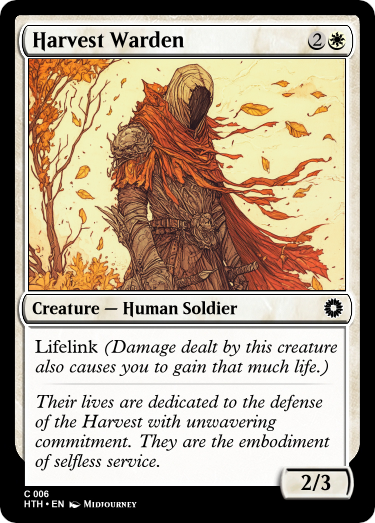 Harvest Warden 2
Creature — Human Soldier
Lifelink (Damage dealt by this creature
also causes you to gain that much life.)
Their lives are dedicated to the defense
of the Harvest with unwavering
commitment. They are the embodiment
of selfless service.
2/3
C 006
HTH • EN Midjourney